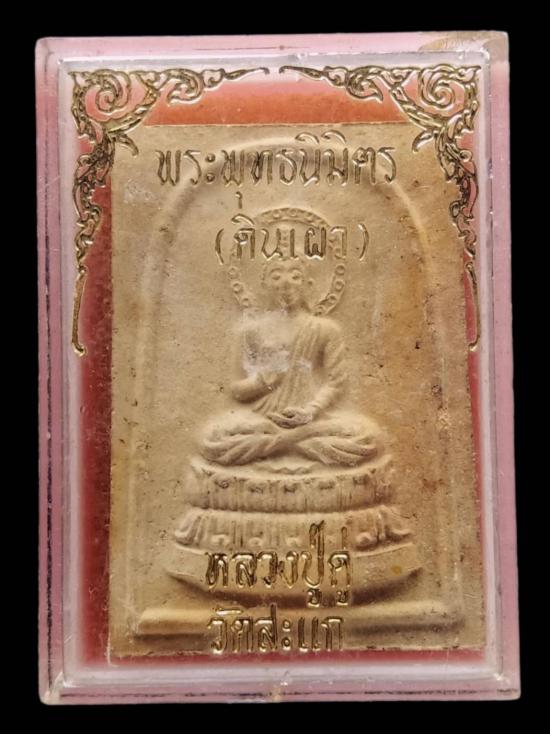 พระพุทธนิมิตร
(ดินเผา)
หลวงปู่ดู่
วัดสะแก